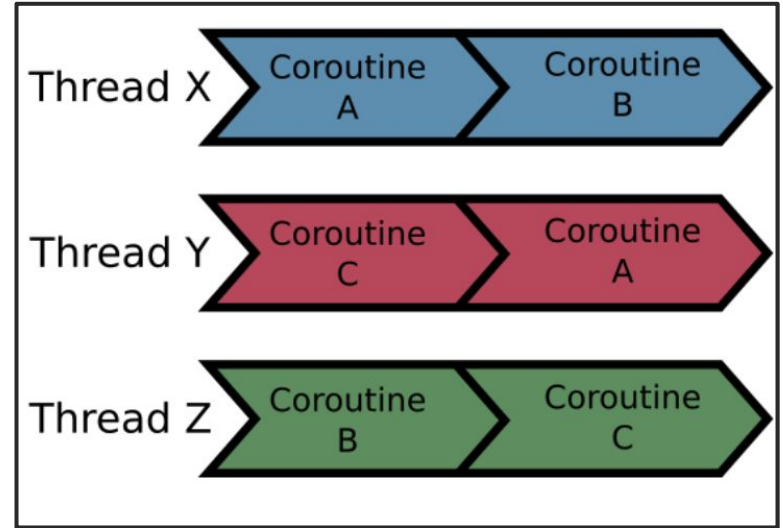 Thread X
Coroutine
A
Coroutine
B
Thread Y
Coroutine
C
Coroutine
A
Thread Z
Coroutine
B
Coroutine
C